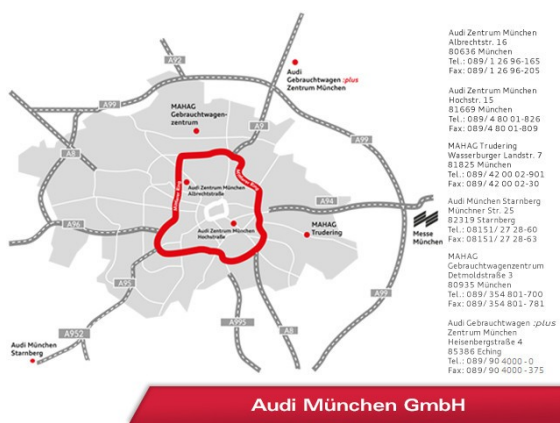 A92
A99
Audi
Gebrauchtwagen :plus
Zentrum München
MAHAG
Gebrauchtwagen-
zentrum
A9
A8
A99
Mittlerer Ring
Mittlerer Ring
Audi Zentrum München
Albrechtstraße
A94
A96
Audi Zentrum München
Hochstraße
MAHAG
Trudering
Messe
München
A95
A99
A952
A995
A8
Audi München
Starnberg
Audi Zentrum München
Albrechtstr. 16
80636 München
Tel.: 089/ 1 26 96-165
Fax: 089/ 1 26 96-205
Audi Zentrum München
Hochstr. 15
81669 München
Tel.: 089/ 4 80 01-826
Fax: 089/4 80 01-809
MAHAG Trudering
Wasserburger Landstr. 7
81825 München
Tel.: 089/ 42 00 02-901
Fax: 089/ 42 00 02-30
Audi München Starnberg
Münchner Str. 25
82319 Starnberg
Tel.: 08151/ 27 28-60
Fax: 08151/ 27 28-63
MAHAG
Gebrauchtwagenzentrum
Detmoldstraße 3
80935 München
Tel.: 089/ 354 801-700
Fax: 089/ 354 801-781
Audi Gebrauchtwagen :plus
Zentrum München
Heisenbergstraße 4
85386 Eching
Tel.: 089/ 90 4000-0
Fax: 089/ 90 4000-375
Audi München GmbH